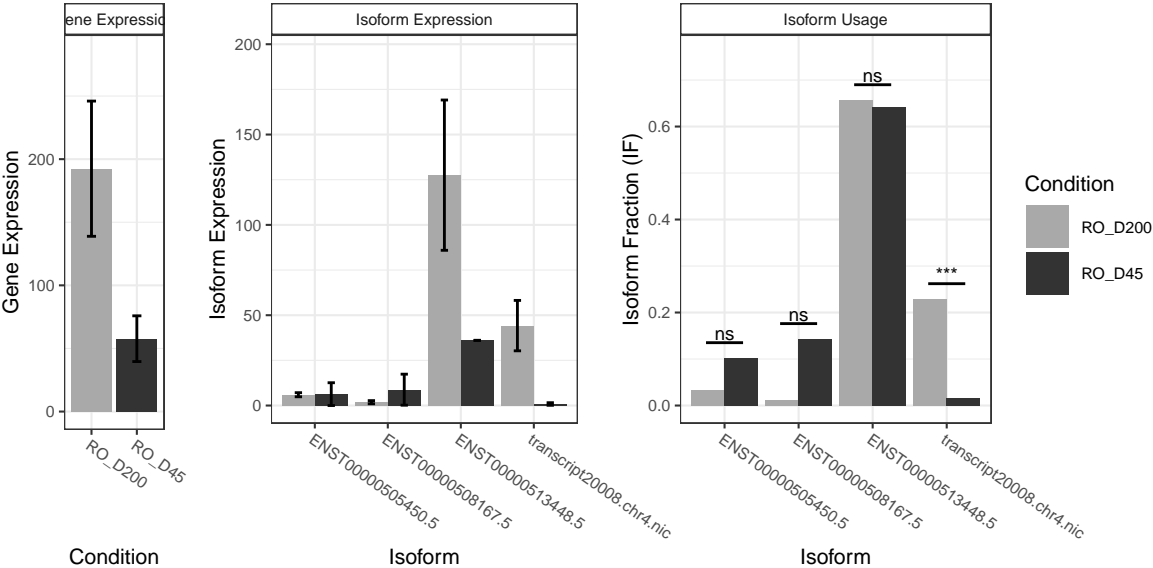 ene Expressio
Isoform Expression
Isoform Usage
Gene Expression
200
100
0
RO_D200
RO_D45
Condition
Isoform Expression
200
150
100
50
0
ENST00000505450.5
ENST00000508167.5
ENST00000513448.5
transcript20008.chr4.nic
Isoform
Isoform Fraction (IF)
0.6
0.4
0.2
0.0
ns
ns
ns
***
ENST00000505450.5
ENST00000508167.5
ENST00000513448.5
transcript20008.chr4.nic
Isoform
Condition
RO_D200
RO_D45